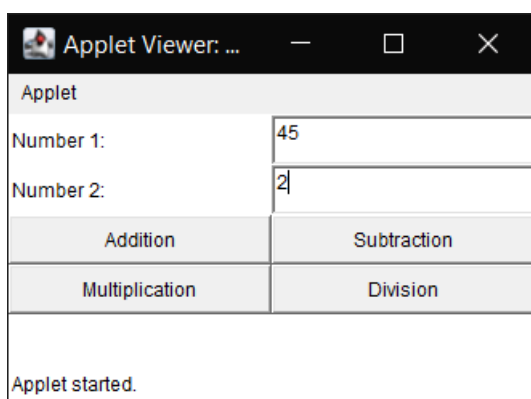 Applet Viewer: ...
Applet
Number 1: 45
Number 2: 2
Addition Subtraction
Multiplication Division
Applet started.